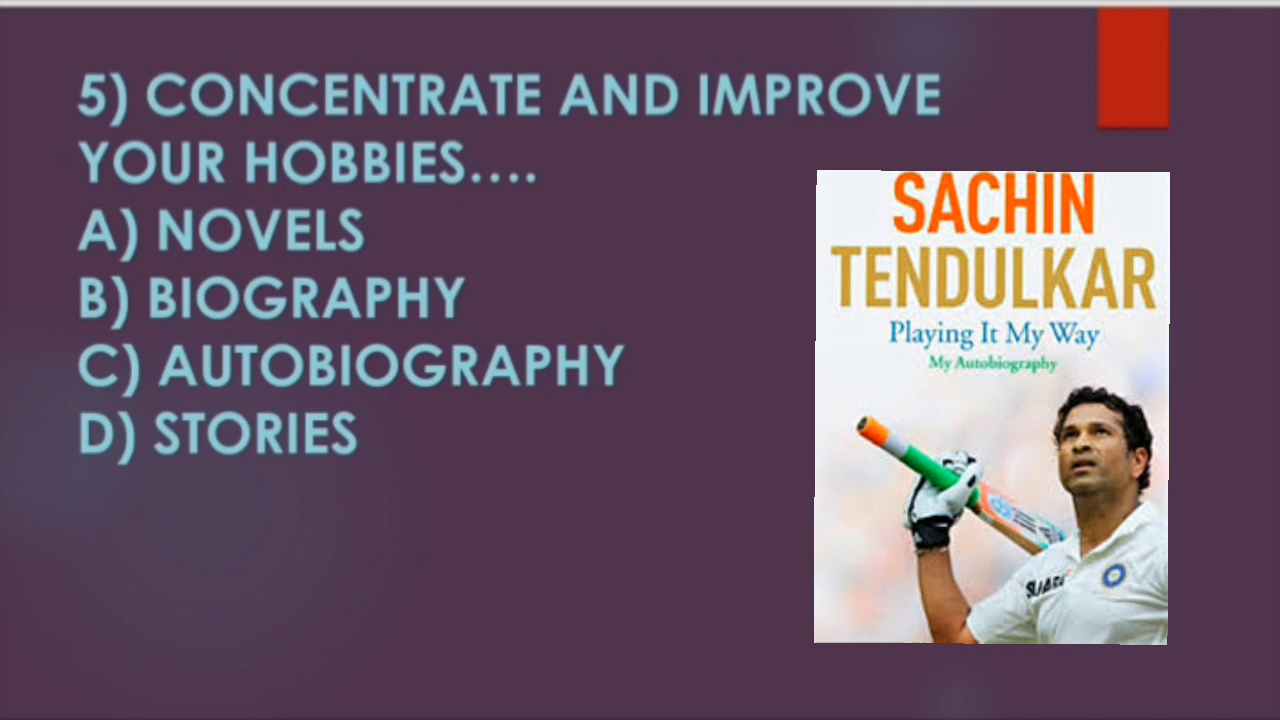 5) CONCENTRATE AND IMPROVE
YOUR HOBBIES....
A) NOVELS
B) BIOGRAPHY
C) AUTOBIOGRAPHY
D) STORIES
SACHIN
TENDULKAR
Playing It My Way
My Autobiography